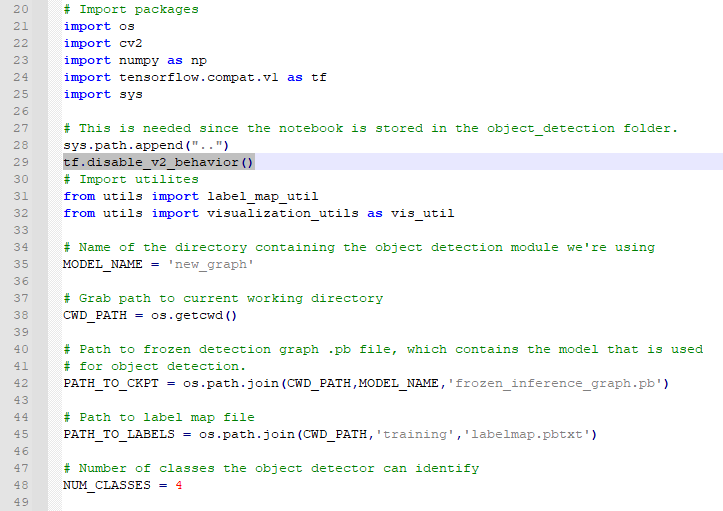 20 # Import packages
21 import os
22 import cv2
23 import numpy as np
24 import tensorflow.compat.v1 as tf
25 import sys
26
27 # This is needed since the notebook is stored in the object_detection folder.
28 sys.path.append("..")
29 tf.disable_v2_behavior()
30 # Import utilites
31 from utils import label_map_util
32 from utils import visualization_utils as vis_util
33
34 # Name of the directory containing the object detection module we're using
35 MODEL_NAME = 'new_graph'
36
37 # Grab path to current working directory
38 CWD_PATH = os.getcwd()
39
40 # Path to frozen detection graph .pb file, which contains the model that is used
41 # for object detection.
42 PATH_TO_CKPT = os.path.join(CWD_PATH,MODEL_NAME,'frozen_inference_graph.pb')
43
44 # Path to label map file
45 PATH_TO_LABELS = os.path.join(CWD_PATH,'training','labelmap.pbtxt')
46
47 # Number of classes the object detector can identify
48 NUM_CLASSES = 4
49